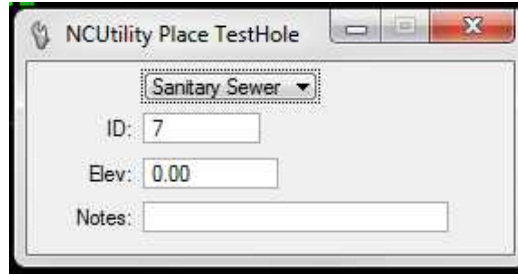 NCUtility Place TestHole
Sanitary Sewer
ID: 7
Elev: 0.00
Notes: